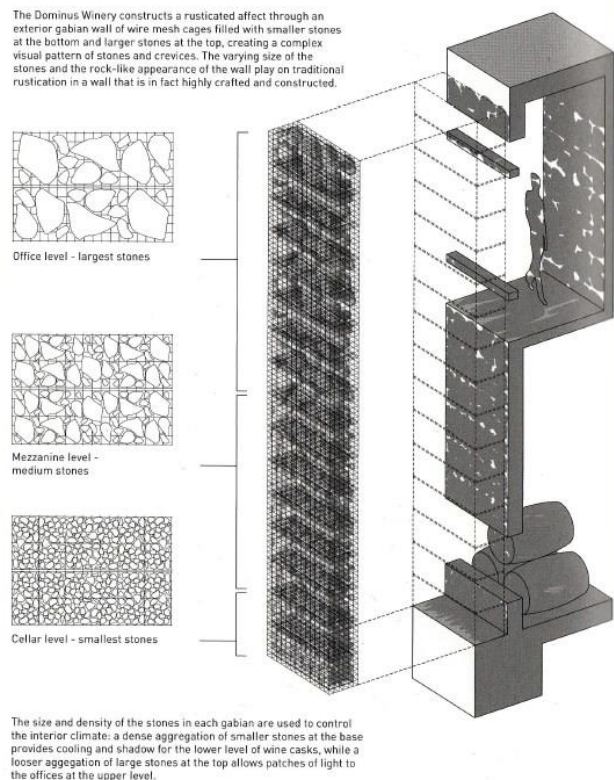 The Dominus Winery constructs a rusticated affect through an
exterior gabian wall of wire mesh cages filled with smaller stones
at the bottom and larger stones at the top, creating a complex
visual pattern of stones and crevices. The varying size of the
stones and the rock-like appearance of the wall play on traditional
rustication in a wall that is in fact highly crafted and constructed.
Office level - largest stones
Mezzanine level -
medium stones
Cellar level - smallest stones
The size and density of the stones in each gabian are used to control
the interior climate: a dense aggregation of smaller stones at the base
provides cooling and shadow for the lower level of wine casks, while a
looser aggegation of large stones at the top allows patches of light to
the offices at the upper level.